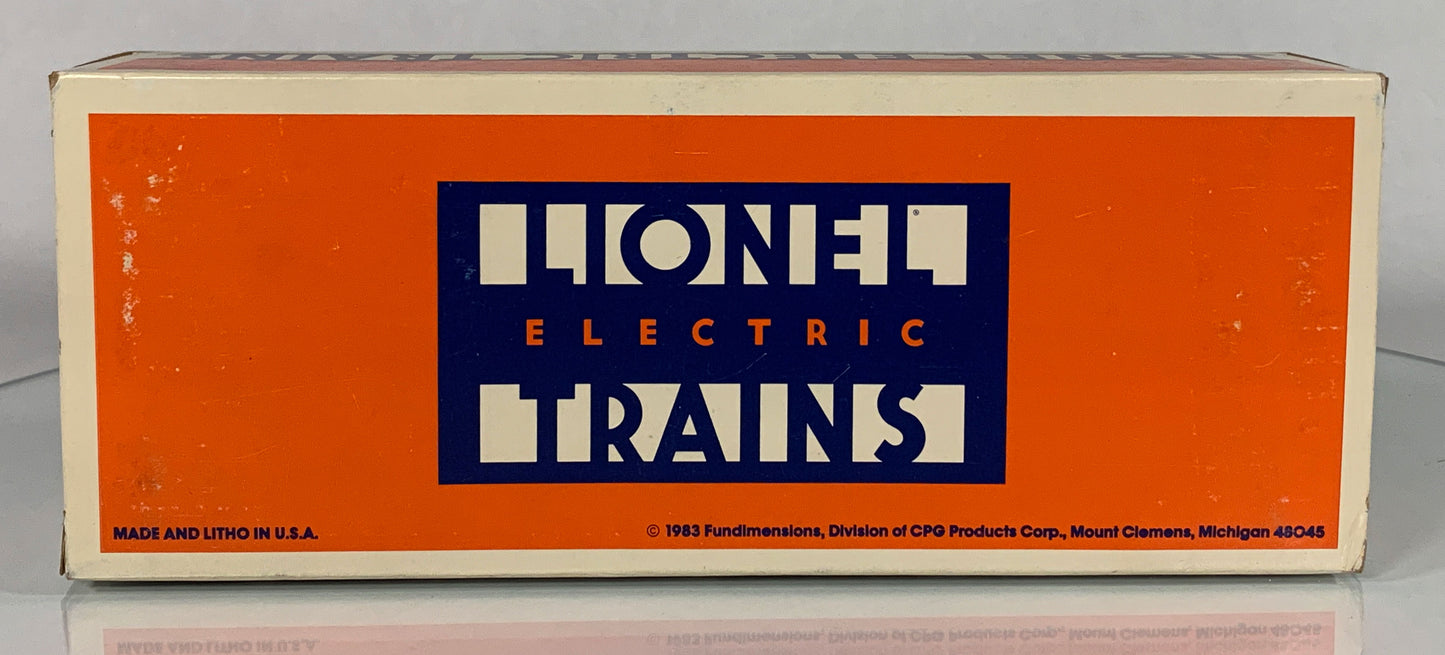 LIONEL®
ELECTRIC
TRAINS
MADE AND LITHO IN U.S.A.
© 1983 Fundimensions, Division of CPG Products Corp., Mount Clemens, Michigan 48045